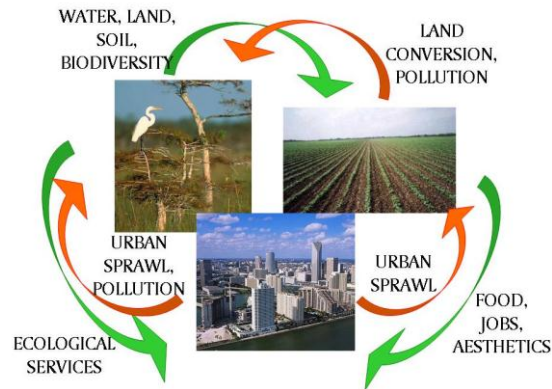 WATER, LAND,
SOIL,
BIODIVERSITY
LAND
CONVERSION,
POLLUTION
URBAN
SPRAWL,
POLLUTION
URBAN
SPRAWL
ECOLOGICAL
SERVICES
FOOD,
JOBS,
AESTHETICS